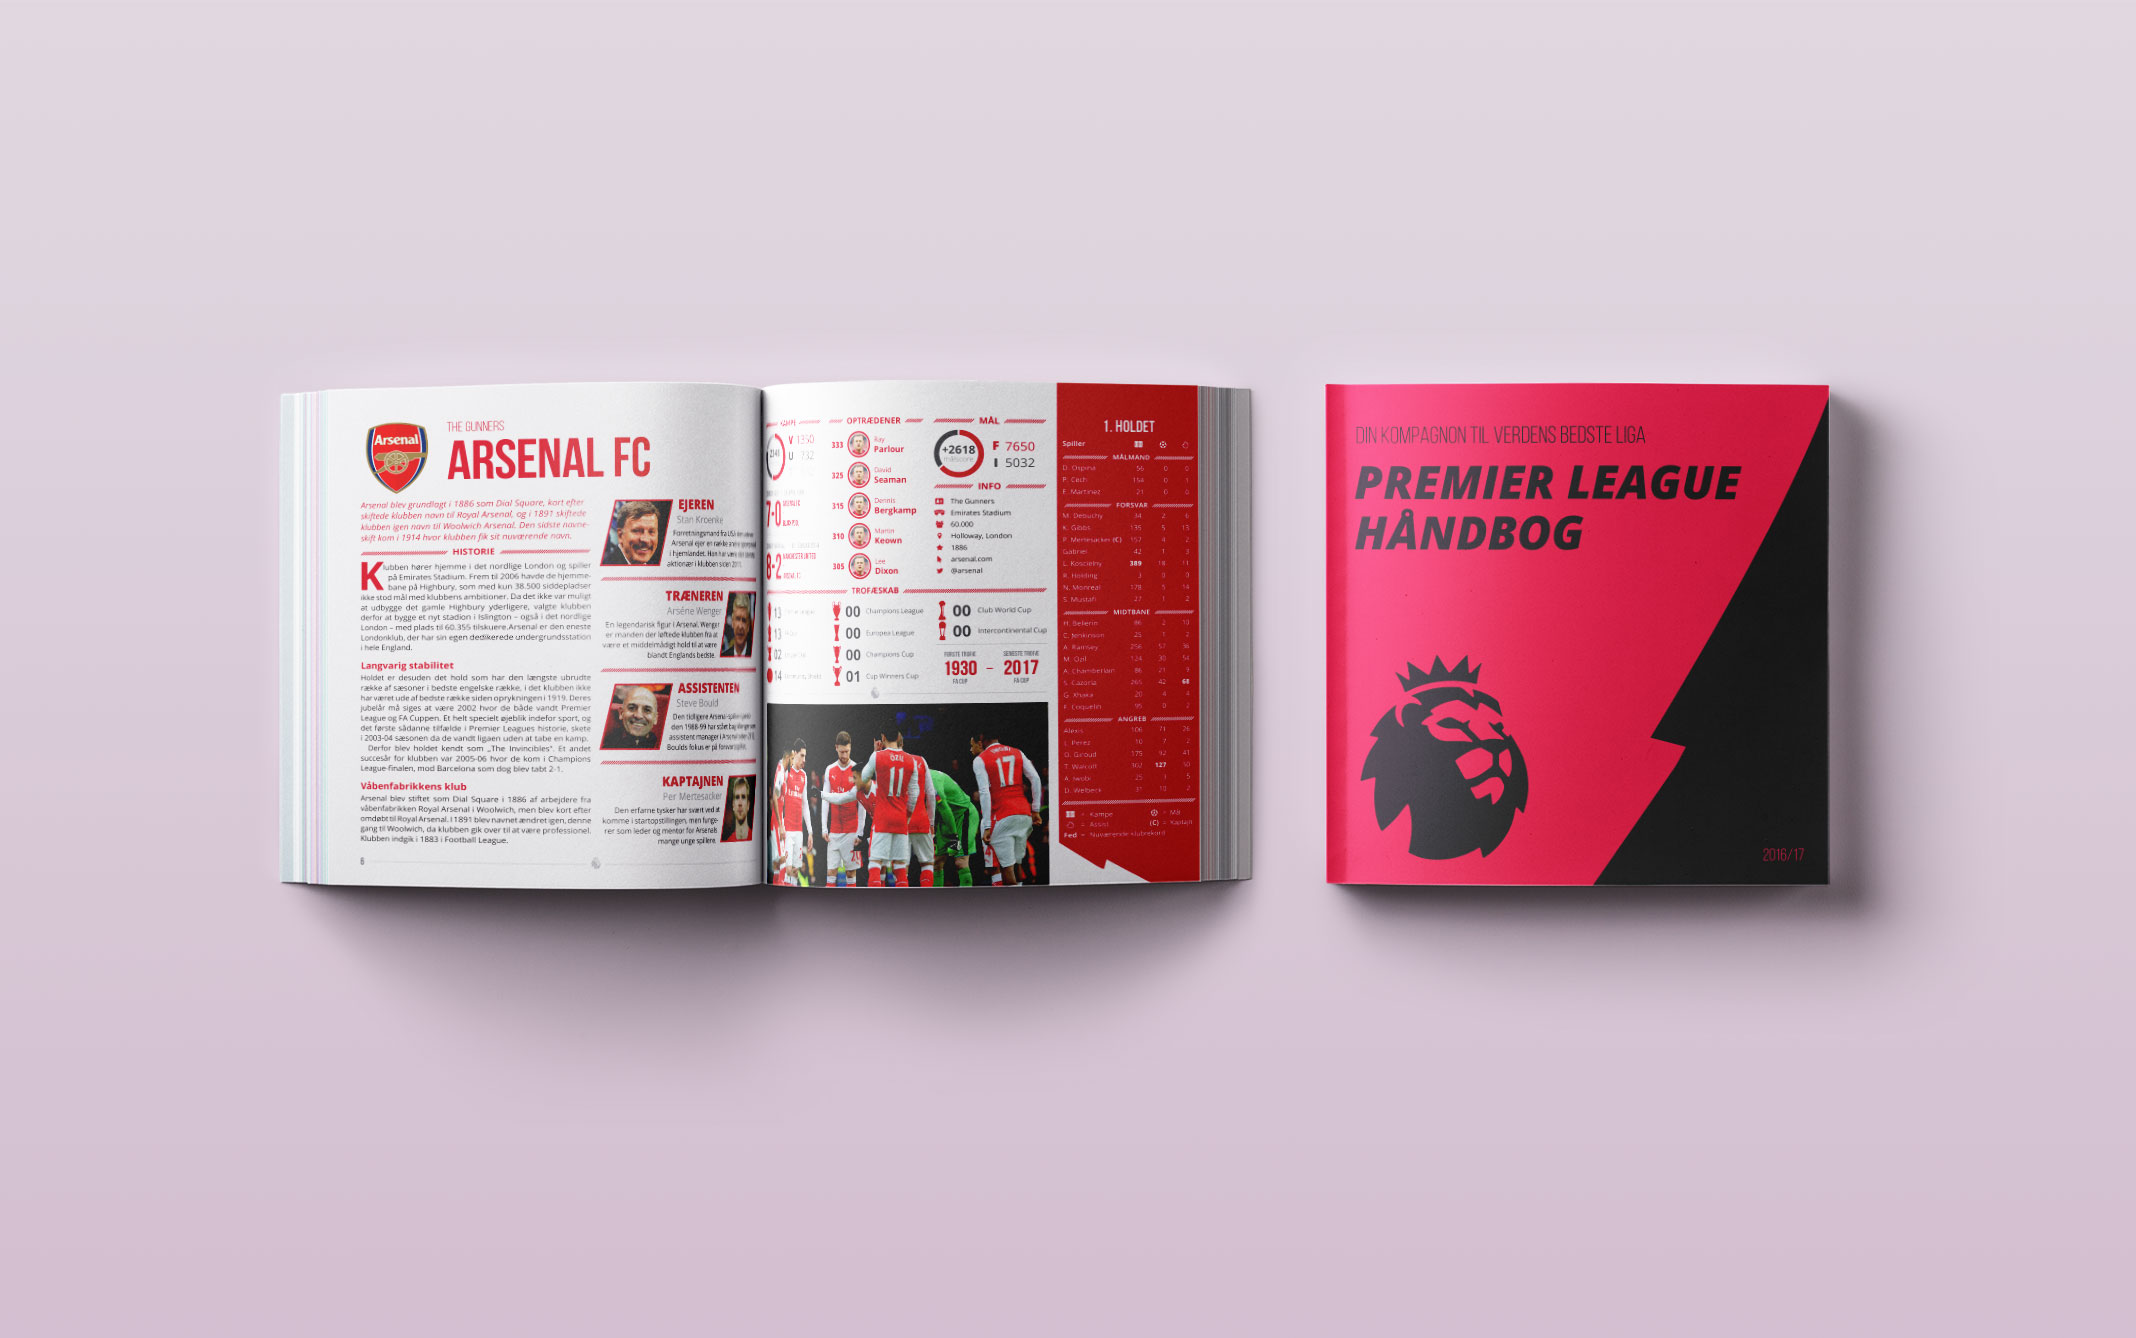 Arsenal
THE GUNNERS
ARSENAL FC
Arsenal blev grundlagt i 1886 som Dial Square, kort efter
skiftede klubben navn til Royal Arsenal, og i 1891 skiftede
klubben igen navn til Woolwich Arsenal. Den sidste navne-
skift kom i 1914 hvor klubben fik sit nuværende navn.
HISTORIE
Klubben hører hjemme i det nordlige London og spiller
på Emirates Stadium. Frem til 2006 havde de hjemme-
bane på Highbury, som med kun 38.500 siddepladser
ikke stod mål med klubbens ambitioner. Da det ikke var muligt
at udbygge det gamle Highbury yderligere, valgte klubben
derfor at bygge et nyt stadion i Islington – også i det nordlige
London – med plads til 60.355 tilskuere.Arsenal er den eneste
Londonklub, der har sin egen dedikerede undergrundsstation
i hele England.
Langvarig stabilitet
Holdet er desuden det hold som har den længste ubrudte
række af sæsoner i bedste engelske række, i det klubben ikke
har været ude af bedste række siden oprykningen i 1919. Deres
jubelår må siges at være 2002 hvor de både vandt Premier
League og FA Cuppen. Et helt specielt øjeblik indefor sport, og
det første sådanne tilfælde i Premier Leagues historie, skete
i 2003-04 sæsonen da de vandt ligaen uden at tabe en kamp.
Derfor blev holdet kendt som „The Invincibles". Et andet
succesår for klubben var 2005-06 hvor de kom i Champions
League-finalen, mod Barcelona som dog blev tabt 2-1.
Våbenfabrikkens klub
Arsenal blev stiftet som Dial Square i 1886 af arbejdere fra
våbenfabrikken Royal Arsenal i Woolwich, men blev kort efter
omdøbt til Royal Arsenal. I 1891 blev navnet ændret igen, denne
gang til Woolwich, da klubben gik over til at være professionel.
Klubben indgik i 1883 i Football League.
6
EJEREN
Stan Kroenke
Forretningsmand fra USA
Arsenal ejer en række andre
i hjemlandet. Han har være
aktionær i klubben siden 2011.
TRÆNEREN
Arséne Wenger
En legendarisk figur i Arsenal. Wenger
er manden der løftede klubben fra at
være et middelmådigt hold til at være
blandt Englands bedste.
ASSISTENTEN
Steve Bould
Den tidligere Arsenal-spiller
den 1988-99 har stået bag
assistent manager i Arsenal
Boulds fokus er på forsvarsspillet.
KAPTAJNEN
Per Mertesacker
Den erfarne tysker har svært ved at
komme i startopstillingen, men funge-
rer som leder og mentor for Arsenals
mange unge spillere.
KAMPE
V 1350
U 732
7-0
8-2
OPTRÆDENER
333 Ray Parlour
325 David Seaman
315 Dennis Bergkamp
310 Martin Keown
305 Lee Dixon
MÅL
+2618
målscore
F 7650
I 5032
INFO
The Gunners
Emirates Stadium
60.000
Holloway, London
1886
arsenal.com
@arsenal
TROFÆSKAB
13
13
02
14
00 Champions League
00 Europea League
00 Champions Cup
01 Cup Winners Cup
00 Club World Cup
00 Intercontinental Cup
FØRSTE TROFÆ
1930
FA CUP
–
SENESTE TROFÆ
2017
FA CUP
ÖZIL
11
17
1. HOLDET
Spiller
MÅLMAND
D. Ospina 56 0 0
P. Cech 154 0 1
E. Martinez 21 0 0
FORSVAR
M. Debuchy 34 2 6
K. Gibbs 135 5 13
P. Mertesacker (C) 157 4 2
Gabriel 42 1 3
L. Koscielny 389 18 11
R. Holding 3 0 0
N. Monreal 178 5 14
S. Mustafi 27 1 2
MIDTBANE
H. Bellerin 86 2 10
C. Jenkinson 25 1 2
A. Ramsey 256 57 36
M. Özil 124 30 54
A. Chamberlain 86 21 9
S. Cazorla 265 42 68
G. Xhaka 20 4 4
F. Coquelin 95 0 2
ANGREB
Alexis 106 71 26
L. Perez 10 7 2
O. Giroud 175 92 41
T. Walcott 302 127 50
A. Iwobi 25 3 5
D. Welbeck 31 10 2
= Kampe
= Mål
= Assist
(C) = Kaptajn
Fed = Nuværende klubrekord
DIN KOMPAGNON TIL VERDENS BEDSTE LIGA
PREMIER LEAGUE
HÅNDBOG
2016/17